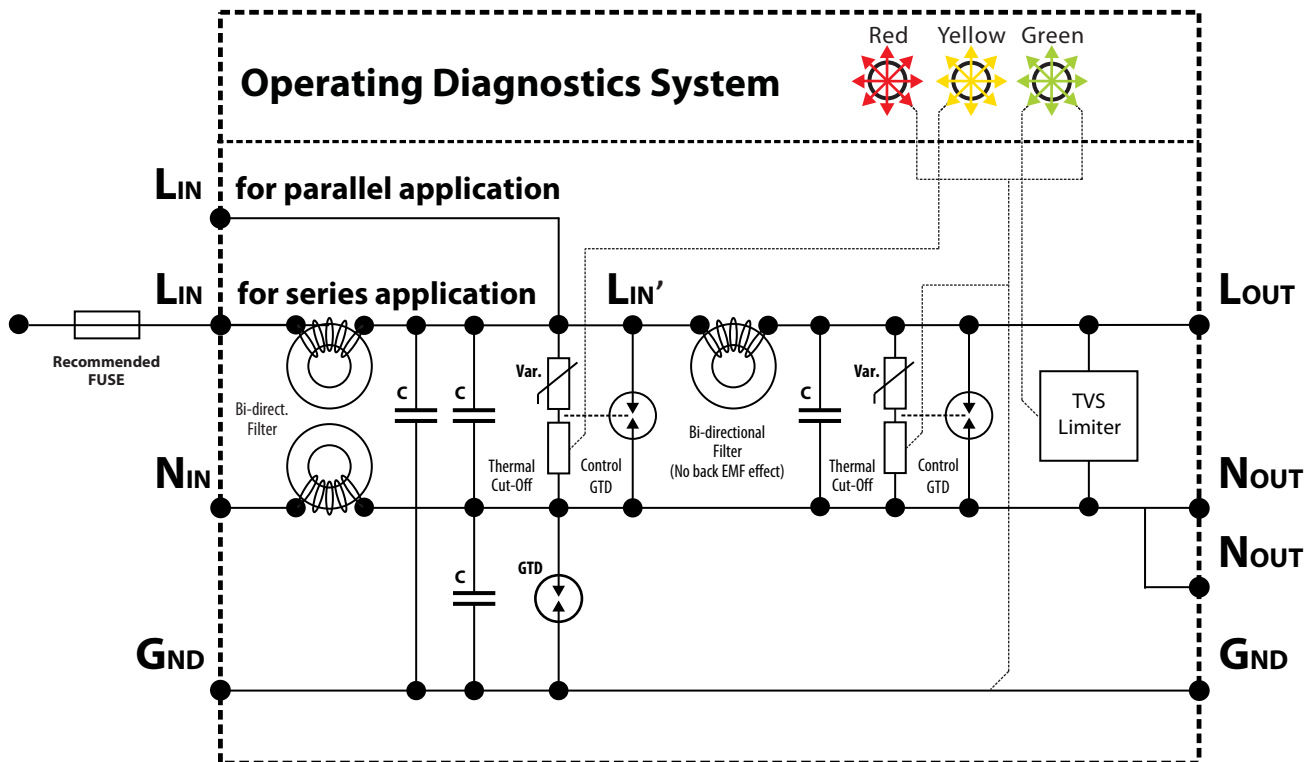 Red Yellow Green
Operating Diagnostics System
LIN for parallel application
LIN for series application LIN' LOUT
Recommended
FUSE
Bi-direct.
Filter
C
C
Var.
Thermal
Cut-Off
Control
GTD
Bi-directional
Filter
(No back EMF effect)
C
Var.
Thermal
Cut-Off
Control
GTD
TVS
Limiter
NIN
NOUT
NOUT
C
GTD
GND
GND